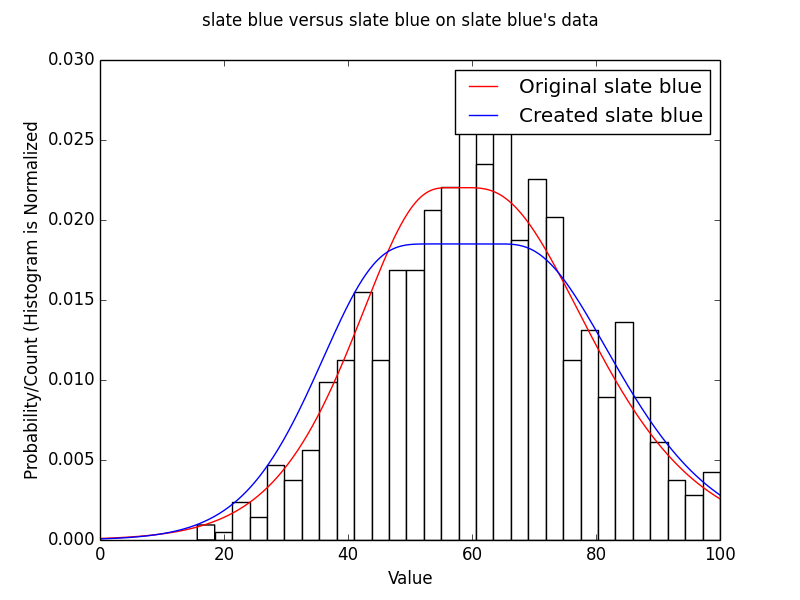 slate blue versus slate blue on slate blue's data
0.030
Original slate blue
Created slate blue
0.025
0.020
0.015
0.010
0.005
0.000
Probability/Count (Histogram is Normalized
0 20 40 60 80 100
Value